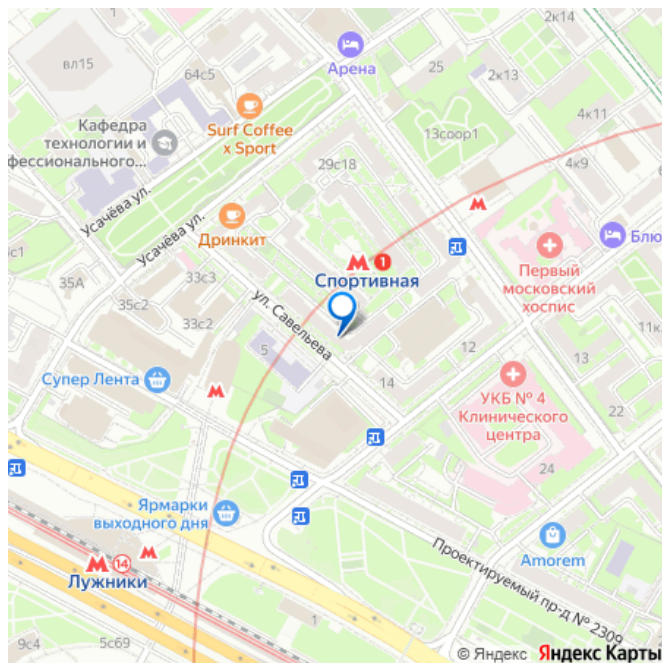 2к14
вл15
64с5
Арена
25
2к13
Surf Coffee
x Sport
13соор1
4к11
Кафедра
технологии и
фессионального...
29с18
4к9
Усачёва ул.
Усачёва ул.
Дринкит
Блю
Первый
московский
хоспис
1
Спортивная
35А
33с3
35с2
33с2
ул. Савельева
5
12
14
13
22
Супер Лента
УКБ № 4
Клинического
центра
24
Ярмарки
выходного дня
Amorem
14
Лужники
Проектируемый пр-д № 2309
1
9с4
5с69
© Яндекс Яндекс Карты